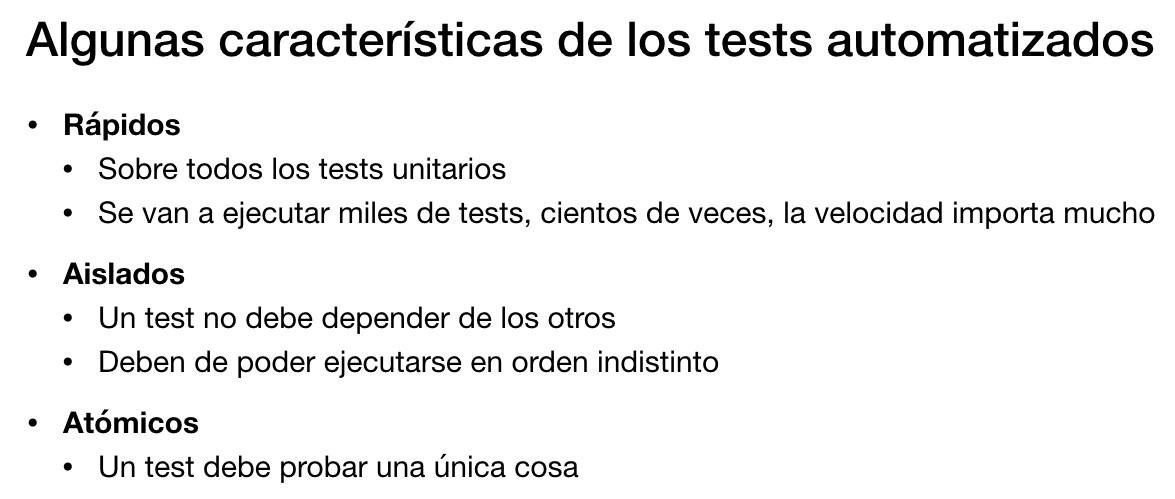 Algunas características de los tests automatizados
• Rápidos
• Sobre todos los tests unitarios
• Se van a ejecutar miles de tests, cientos de veces, la velocidad importa mucho
• Aislados
• Un test no debe depender de los otros
• Deben de poder ejecutarse en orden indistinto
• Atómicos
• Un test debe probar una única cosa